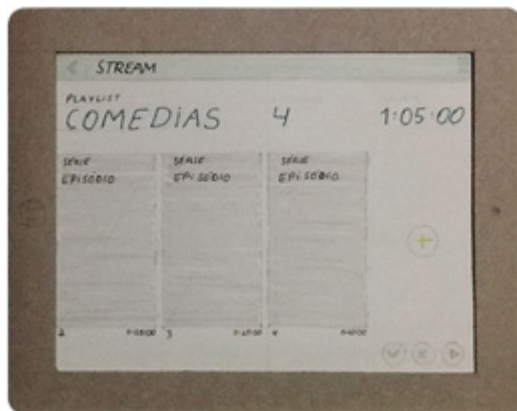 < STREAM
PLAYLIST
COMEDIAS 4 1:05:00
SÉRIE SÉRIE SÉRIE
EPISÓDIO EPISÓDIO EPISÓDIO
+
2 3 4